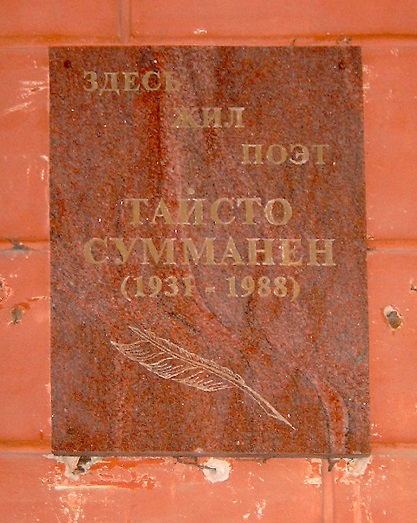 ЗДЕСЬ
ЖИЛ
ПОЭТ
ТАЙСТО
СУММАНЕН
(1931 - 1988)